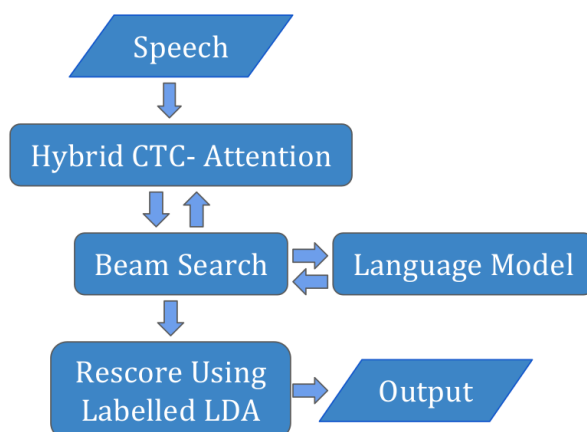 Speech
Hybrid CTC- Attention
Beam Search
Language Model
Rescore Using
Labelled LDA
Output